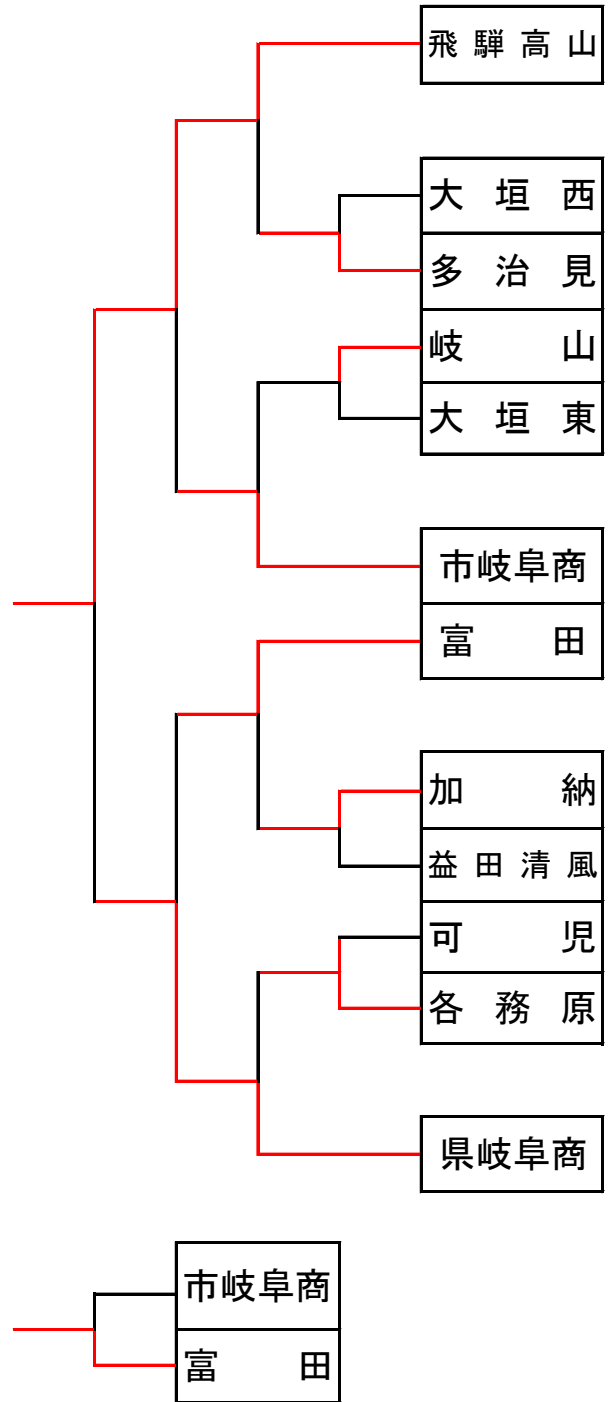 飛騨高山
大垣西
多治見
岐山
大垣東
市岐阜商
富田
加納
益田清風
可児
各務原
県岐阜商
市岐阜商
富田